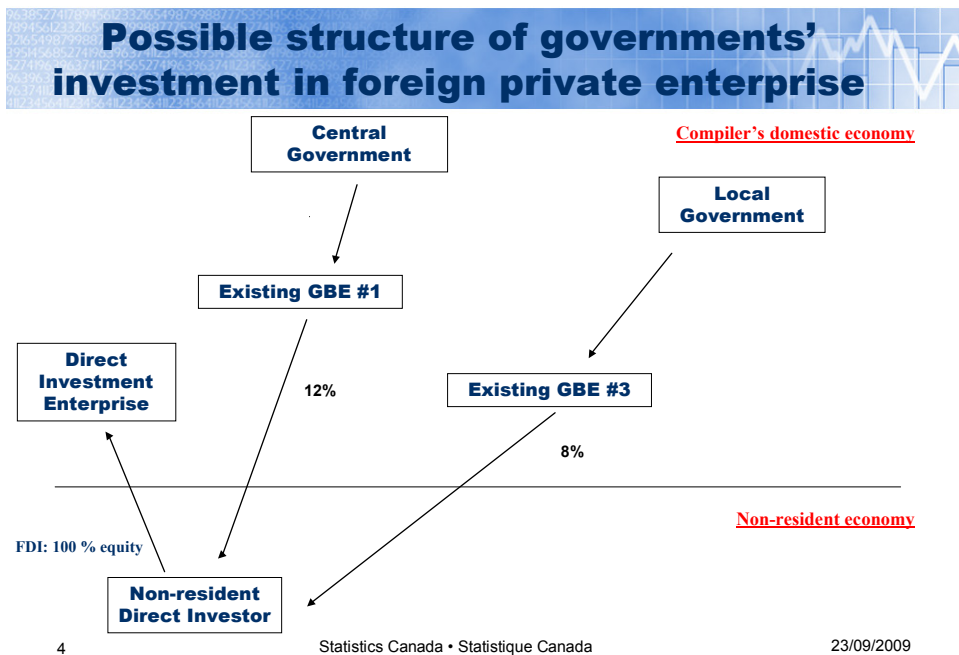 Possible structure of governments’
investment in foreign private enterprise
Central
Government
Compiler’s domestic economy
Local
Government
Existing GBE #1
Direct
Investment
Enterprise
12%
Existing GBE #3
8%
Non-resident economy
FDI: 100 % equity
Non-resident
Direct Investor
4
Statistics Canada • Statistique Canada
23/09/2009